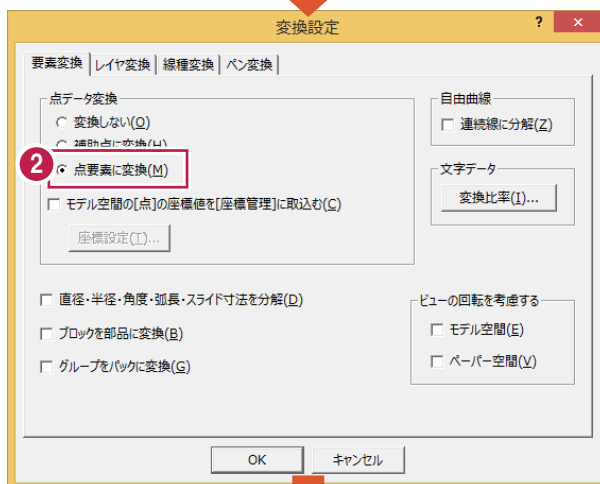 変換設定
? ×
要素変換 レイヤ変換 線種変換 ペン変換
点データ変換
変換しない(O)
補助点に変換(H)
2
点要素に変換(M)
モデル空間の[点]の座標値を[座標管理]に取込む(C)
座標設定(T)...
自由曲線
連続線に分解(Z)
文字データ
変換比率(I)...
直径・半径・角度・弧長・スライド寸法を分解(D)
ブロックを部品に変換(B)
グループをパックに変換(G)
ビューの回転を考慮する
モデル空間(E)
ペーパー空間(V)
OK キャンセル